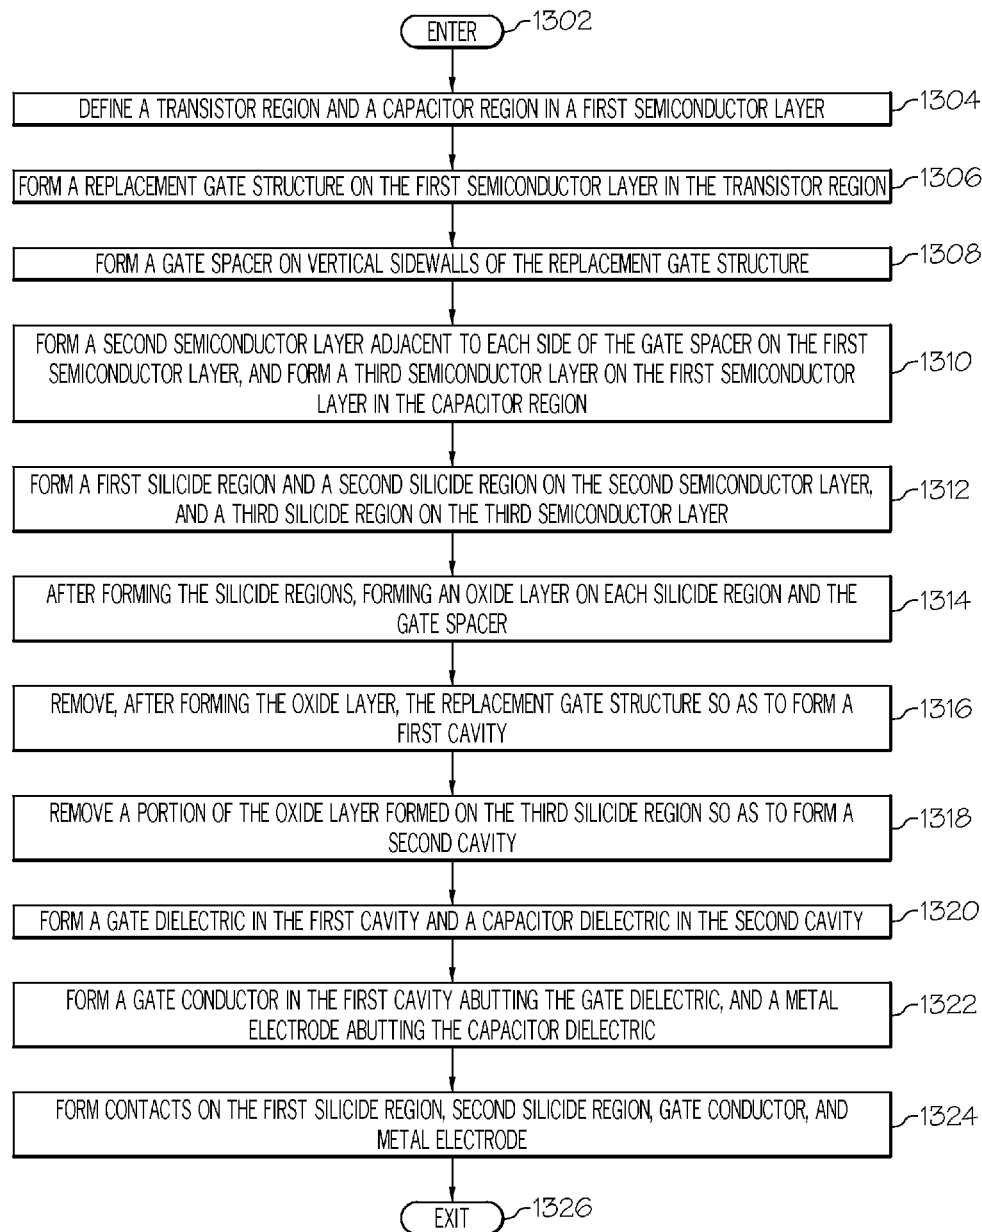 ENTER
1302
DEFINE A TRANSISTOR REGION AND A CAPACITOR REGION IN A FIRST SEMICONDUCTOR LAYER
1304
FORM A REPLACEMENT GATE STRUCTURE ON THE FIRST SEMICONDUCTOR LAYER IN THE TRANSISTOR REGION
1306
FORM A GATE SPACER ON VERTICAL SIDEWALLS OF THE REPLACEMENT GATE STRUCTURE
1308
FORM A SECOND SEMICONDUCTOR LAYER ADJACENT TO EACH SIDE OF THE GATE SPACER ON THE FIRST
SEMICONDUCTOR LAYER, AND FORM A THIRD SEMICONDUCTOR LAYER ON THE FIRST SEMICONDUCTOR
LAYER IN THE CAPACITOR REGION
1310
FORM A FIRST SILICIDE REGION AND A SECOND SILICIDE REGION ON THE SECOND SEMICONDUCTOR LAYER,
AND A THIRD SILICIDE REGION ON THE THIRD SEMICONDUCTOR LAYER
1312
AFTER FORMING THE SILICIDE REGIONS, FORMING AN OXIDE LAYER ON EACH SILICIDE REGION AND THE
GATE SPACER
1314
REMOVE, AFTER FORMING THE OXIDE LAYER, THE REPLACEMENT GATE STRUCTURE SO AS TO FORM A
FIRST CAVITY
1316
REMOVE A PORTION OF THE OXIDE LAYER FORMED ON THE THIRD SILICIDE REGION SO AS TO FORM A
SECOND CAVITY
1318
FORM A GATE DIELECTRIC IN THE FIRST CAVITY AND A CAPACITOR DIELECTRIC IN THE SECOND CAVITY
1320
FORM A GATE CONDUCTOR IN THE FIRST CAVITY ABUTTING THE GATE DIELECTRIC, AND A METAL
ELECTRODE ABUTTING THE CAPACITOR DIELECTRIC
1322
FORM CONTACTS ON THE FIRST SILICIDE REGION, SECOND SILICIDE REGION, GATE CONDUCTOR, AND
METAL ELECTRODE
1324
EXIT
1326